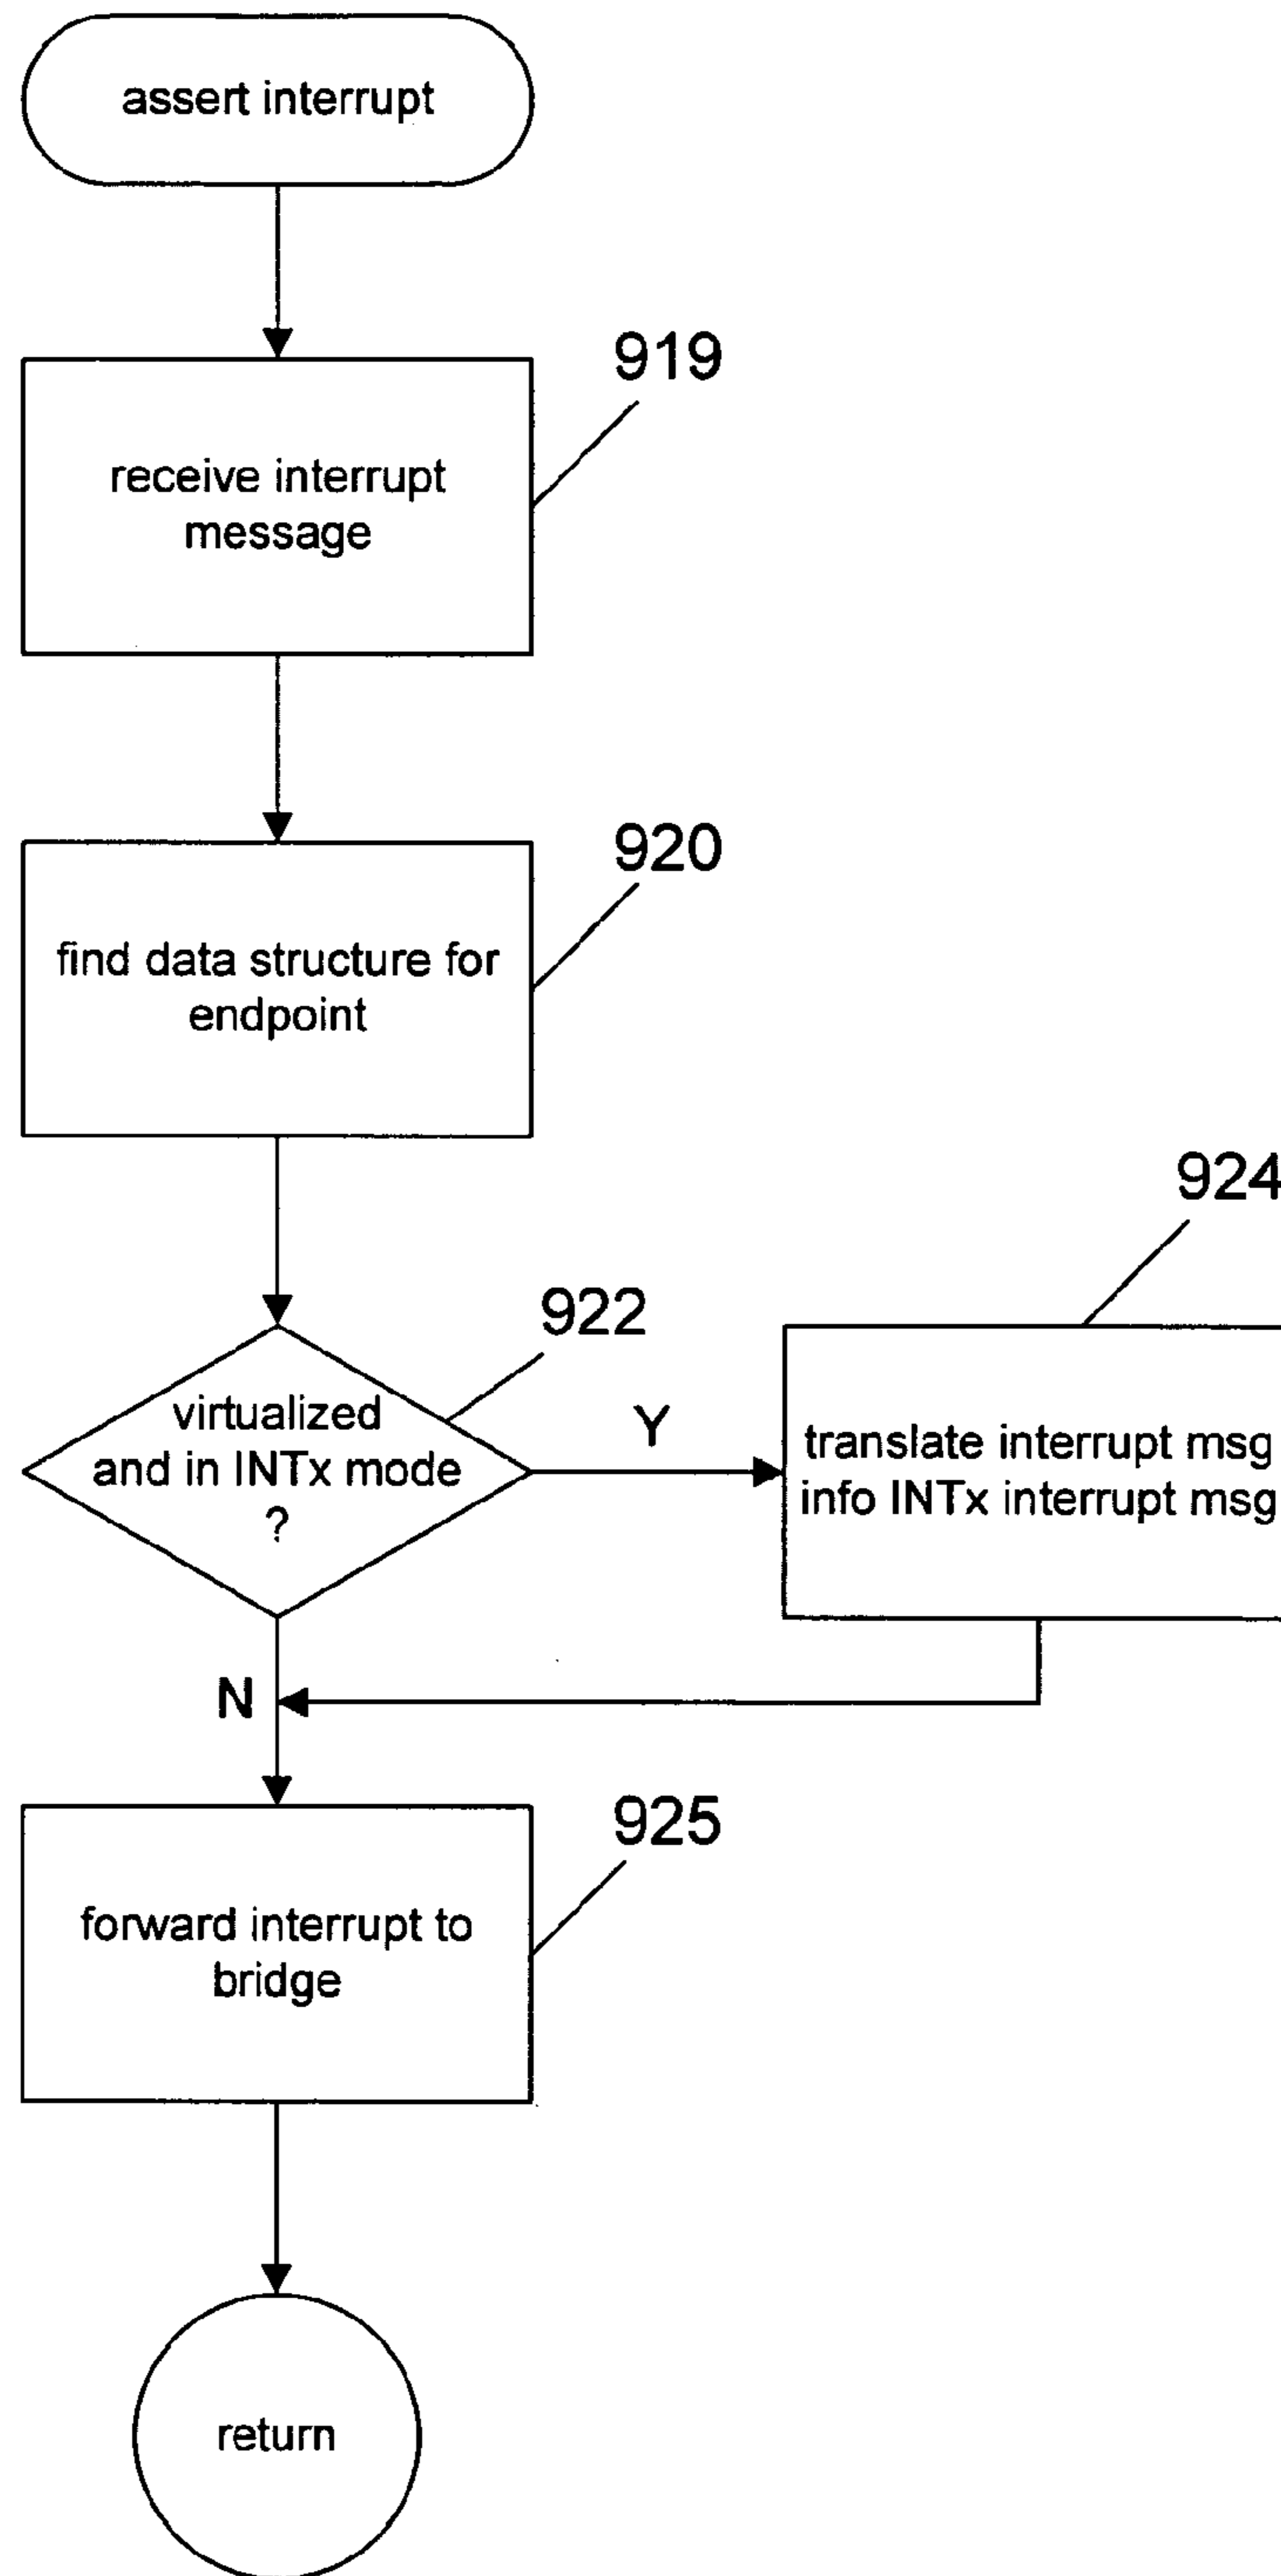 assert interrupt
919
receive interrupt
message
920
find data structure for
endpoint
924
922
virtualized
and in INTx mode
?
Y
translate interrupt msg
info INTx interrupt msg
N
925
forward interrupt to
bridge
return